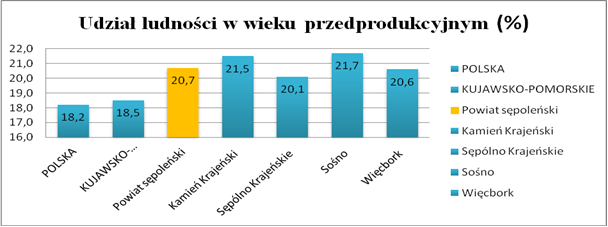 Udział ludności w wieku przedprodukcyjnym (%)
22,0
21,0
20,0
19,0
18,0
17,0
16,0
18,2
18,5
20,7
21,5
20,1
21,7
20,6
POLSKA
KUJAWSKO-...
Powiat sępoleński
Kamień Krajeński
Sępólno Krajeńskie
Sośno
Więcbork
POLSKA
KUJAWSKO-POMORSKIE
Powiat sępoleński
Kamień Krajeński
Sępólno Krajeńskie
Sośno
Więcbork